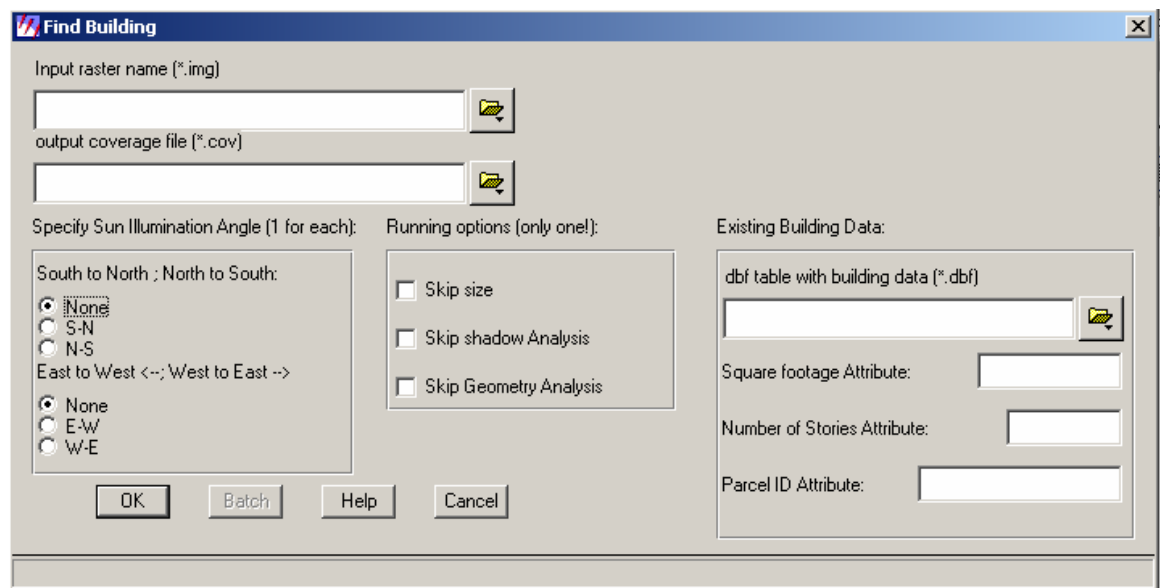 Find Building
Input raster name (*.img)
output coverage file (*.cov)
Specify Sun Illumination Angle (1 for each):
South to North ; North to South:
None
S-N
N-S
East to West <--; West to East -->
None
E-W
W-E
Running options (only one!):
Skip size
Skip shadow Analysis
Skip Geometry Analysis
Existing Building Data:
dbf table with building data (*.dbf)
Square footage Attribute:
Number of Stories Attribute:
Parcel ID Attribute:
OK
Batch
Help
Cancel